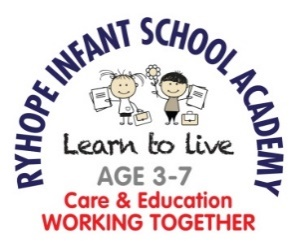 RYHOPE INFANT SCHOOL ACADEMY
Learn to live
AGE 3-7
Care & Education
WORKING TOGETHER